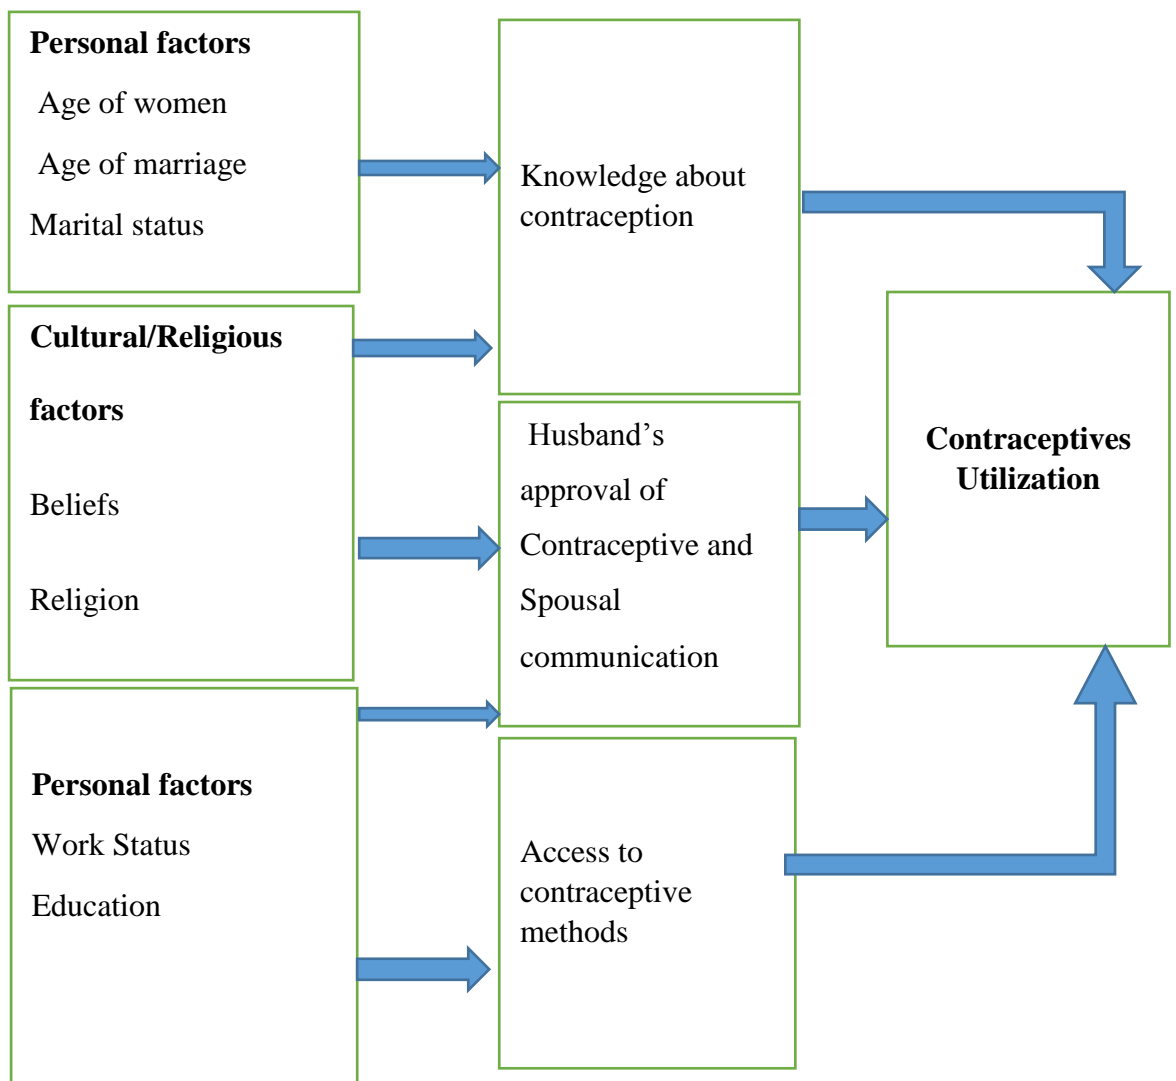 Personal factors
Age of women
Age of marriage
Marital status
Knowledge about
contraception
Cultural/Religious
factors
Beliefs
Religion
Husband’s
approval of
Contraceptive and
Spousal
communication
Contraceptives
Utilization
Personal factors
Work Status
Education
Access to
contraceptive
methods